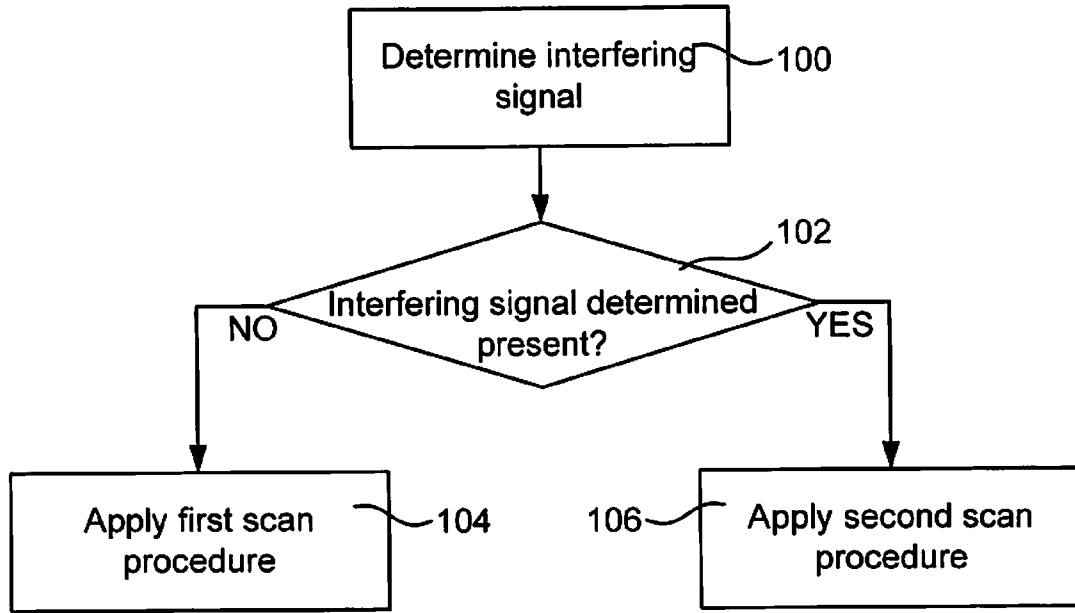 Determine interfering
signal
100
102
Interfering signal determined
present?
NO
YES
Apply first scan
procedure
104
106
Apply second scan
procedure